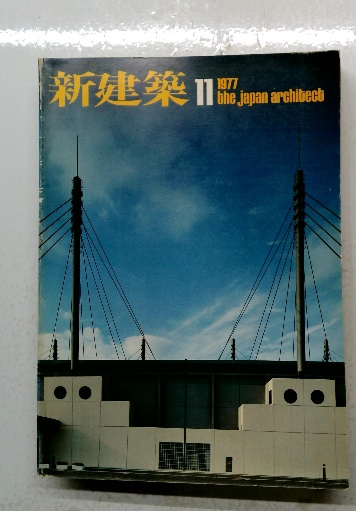 新建築 11 1977
the japan architect